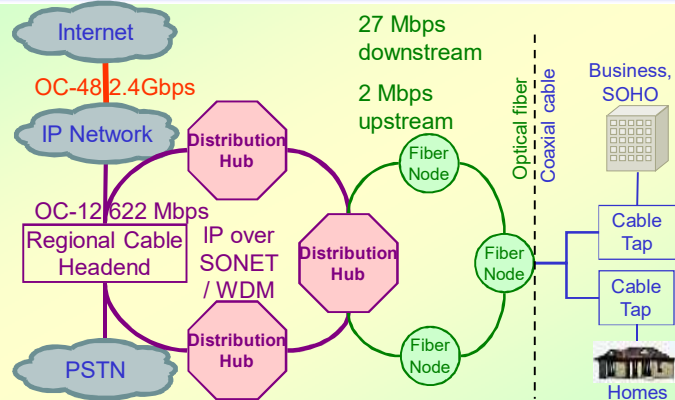 Internet
OC-48 2.4Gbps
IP Network
OC-12 622 Mbps
Regional Cable
Headend
PSTN
Distribution
Hub
IP over
SONET
/ WDM
Distribution
Hub
Distribution
Hub
27 Mbps
downstream
2 Mbps
upstream
Fiber
Node
Fiber
Node
Fiber
Node
Optical fiber
Coaxial cable
Business,
SOHO
Cable
Tap
Cable
Tap
Homes